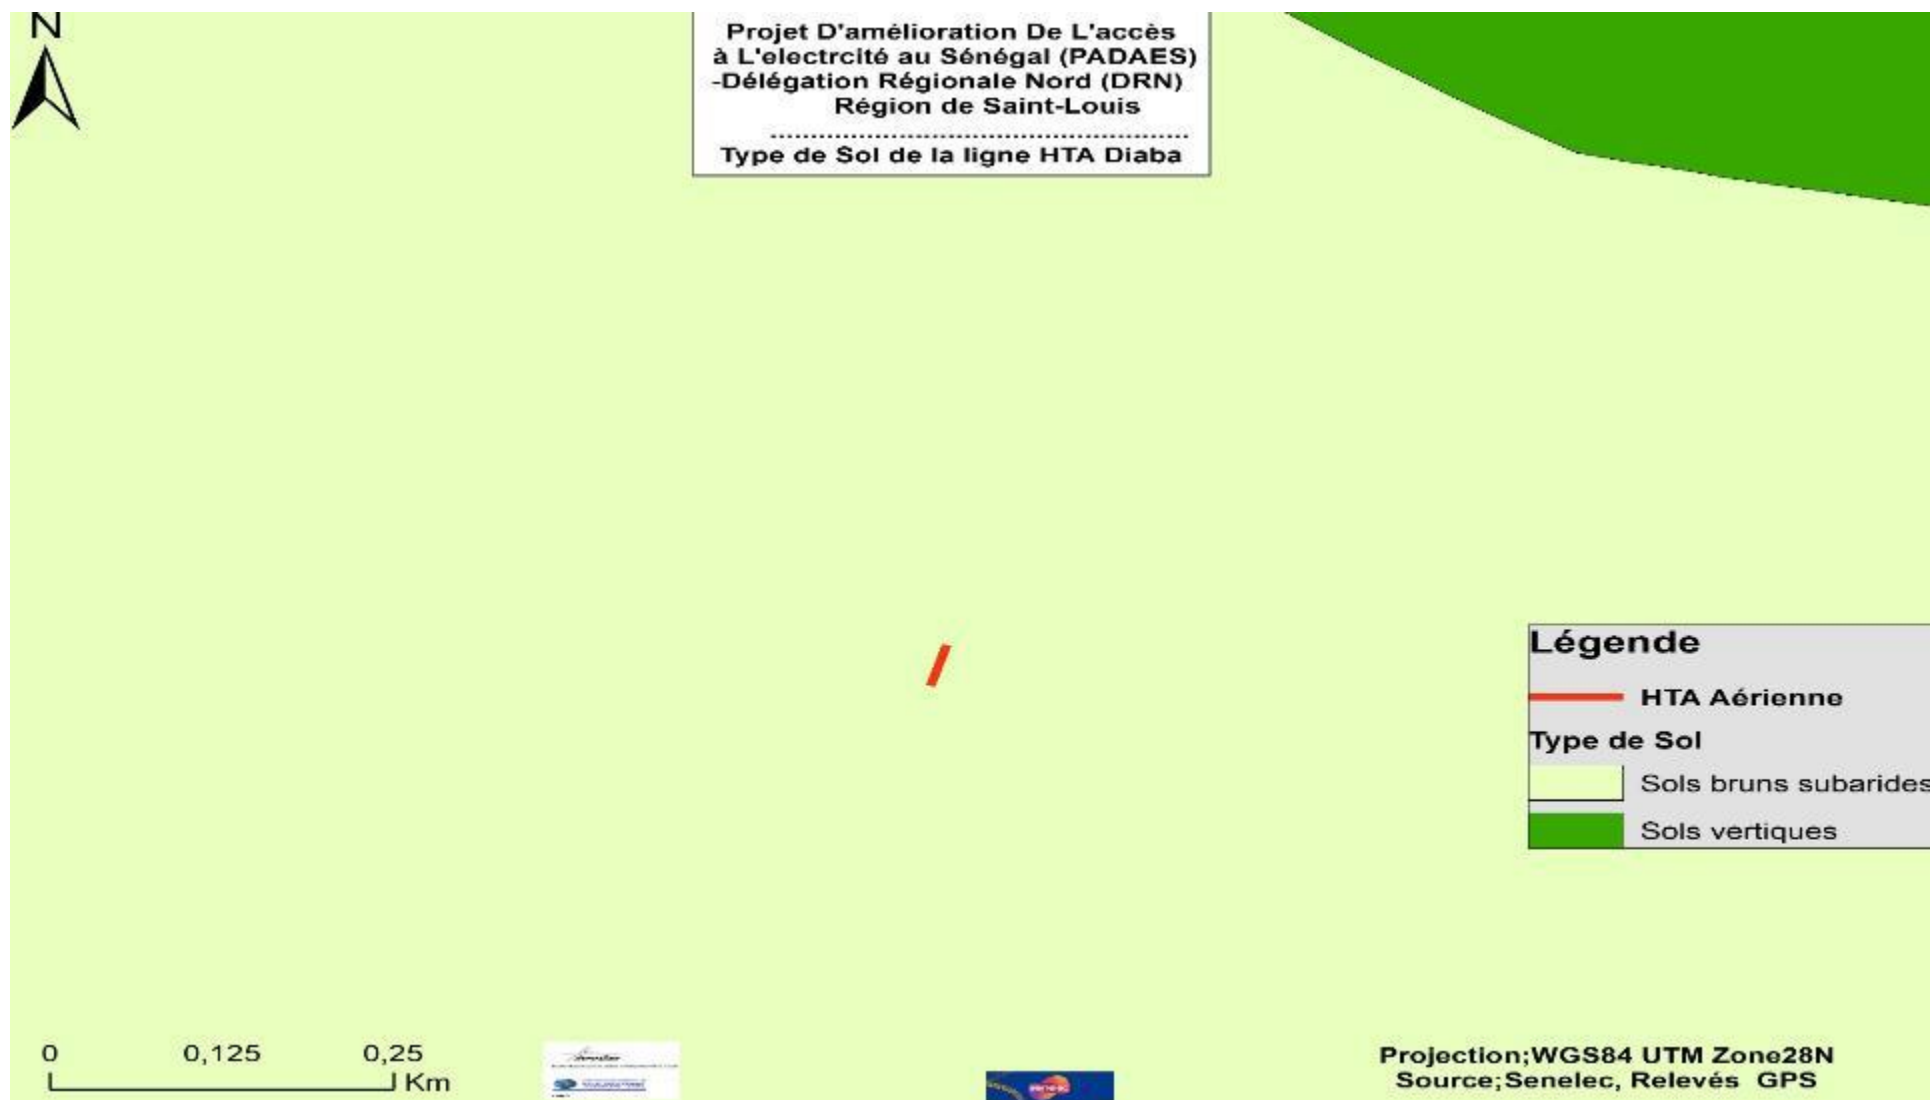 N
Projet D'amélioration De L'accès
à L'electrcité au Sénégal (PADAES)
-Délégation Régionale Nord (DRN)
Région de Saint-Louis
Type de Sol de la ligne HTA Diaba
Légende
HTA Aérienne
Type de Sol
Sols bruns subarides
Sols vertiques
0 0,125 0,25
Km
Projection;WGS84 UTM Zone28N
Source;Senelec, Relevés GPS